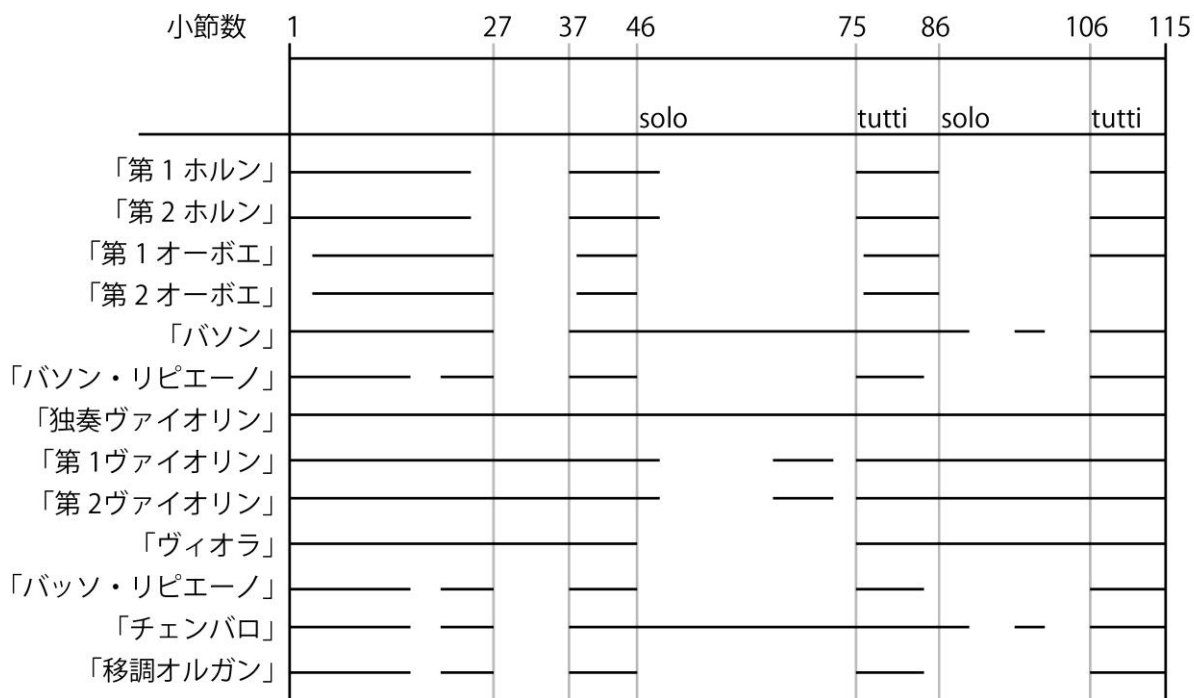 小節数 1 27 37 46 75 86 106 115
solo tutti solo tutti
「第1ホルン」
「第2ホルン」
「第1オーボエ」
「第2オーボエ」
「バソン」
「バソン・リピエーノ」
「独奏ヴァイオリン」
「第1ヴァイオリン」
「第2ヴァイオリン」
「ヴィオラ」
「バッソ・リピエーノ」
「チェンバロ」
「移調オルガン」